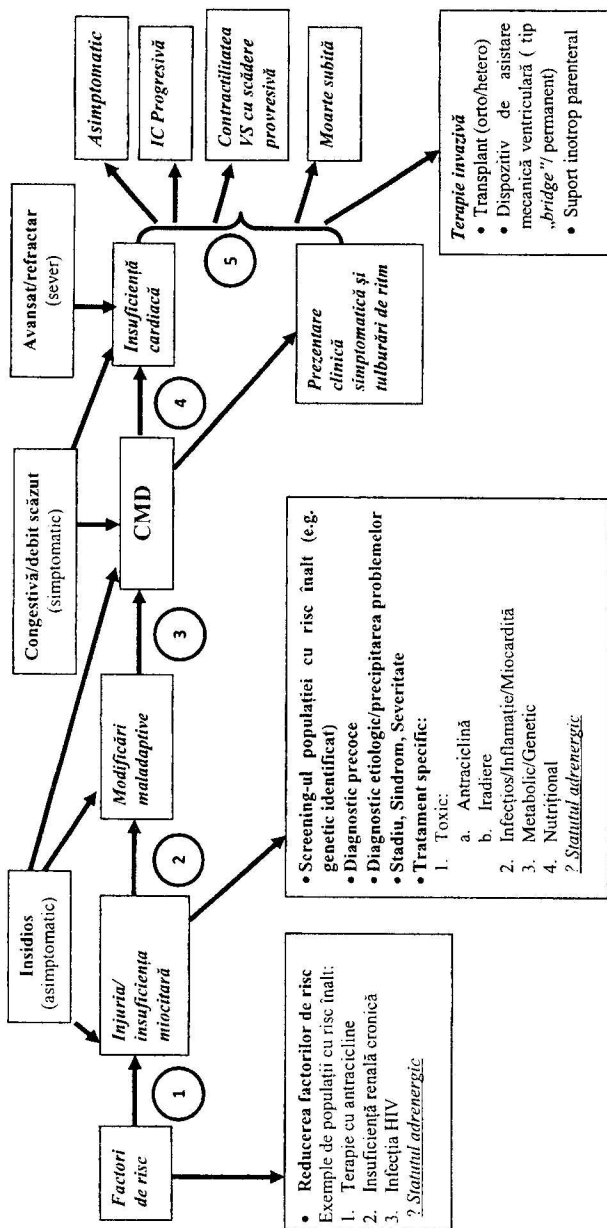 Insidios
(asimptomatic)
Congestivă/debit scăzut
(simptomatic)
Avansat/refractar
(sever)
Factori
de risc
1
Injuria/
insuficiența
miocitară
2
Modificări
maladaptive
3
CMD
4
Insuficiență
cardiacă
5
Prezentare
clinică
simptomatică și
tulburări de ritm
Asimptomatic
IC Progresivă
Contractilitatea
VS cu scădere
provresivă
Moarte subită
• Reducerea factorilor de risc
Exemple de populații cu risc înalt:
1. Terapie cu antracicline
2. Insuficiență renală cronică
3. Infecția HIV
? Statutul adrenergic
• Screening-ul populației cu risc înalt (e.g.
genetic identificat)
• Diagnostic precoce
• Diagnostic etiologic/precipitarea problemelor
• Stadiu, Sindrom, Severitate
• Tratament specific:
1. Toxic:
a. Antraciclină
b. Iradiere
2. Infecțios/Inflamație/Miocardită
3. Metabolic/Genetic
4. Nutrițional
? Statutul adrenergic
Terapie invazivă
• Transplant (orto/hetero)
• Dispozitiv de asistare
mecanică ventriculară ( tip
„bridge”/ permanent)
• Suport inotrop parenteral